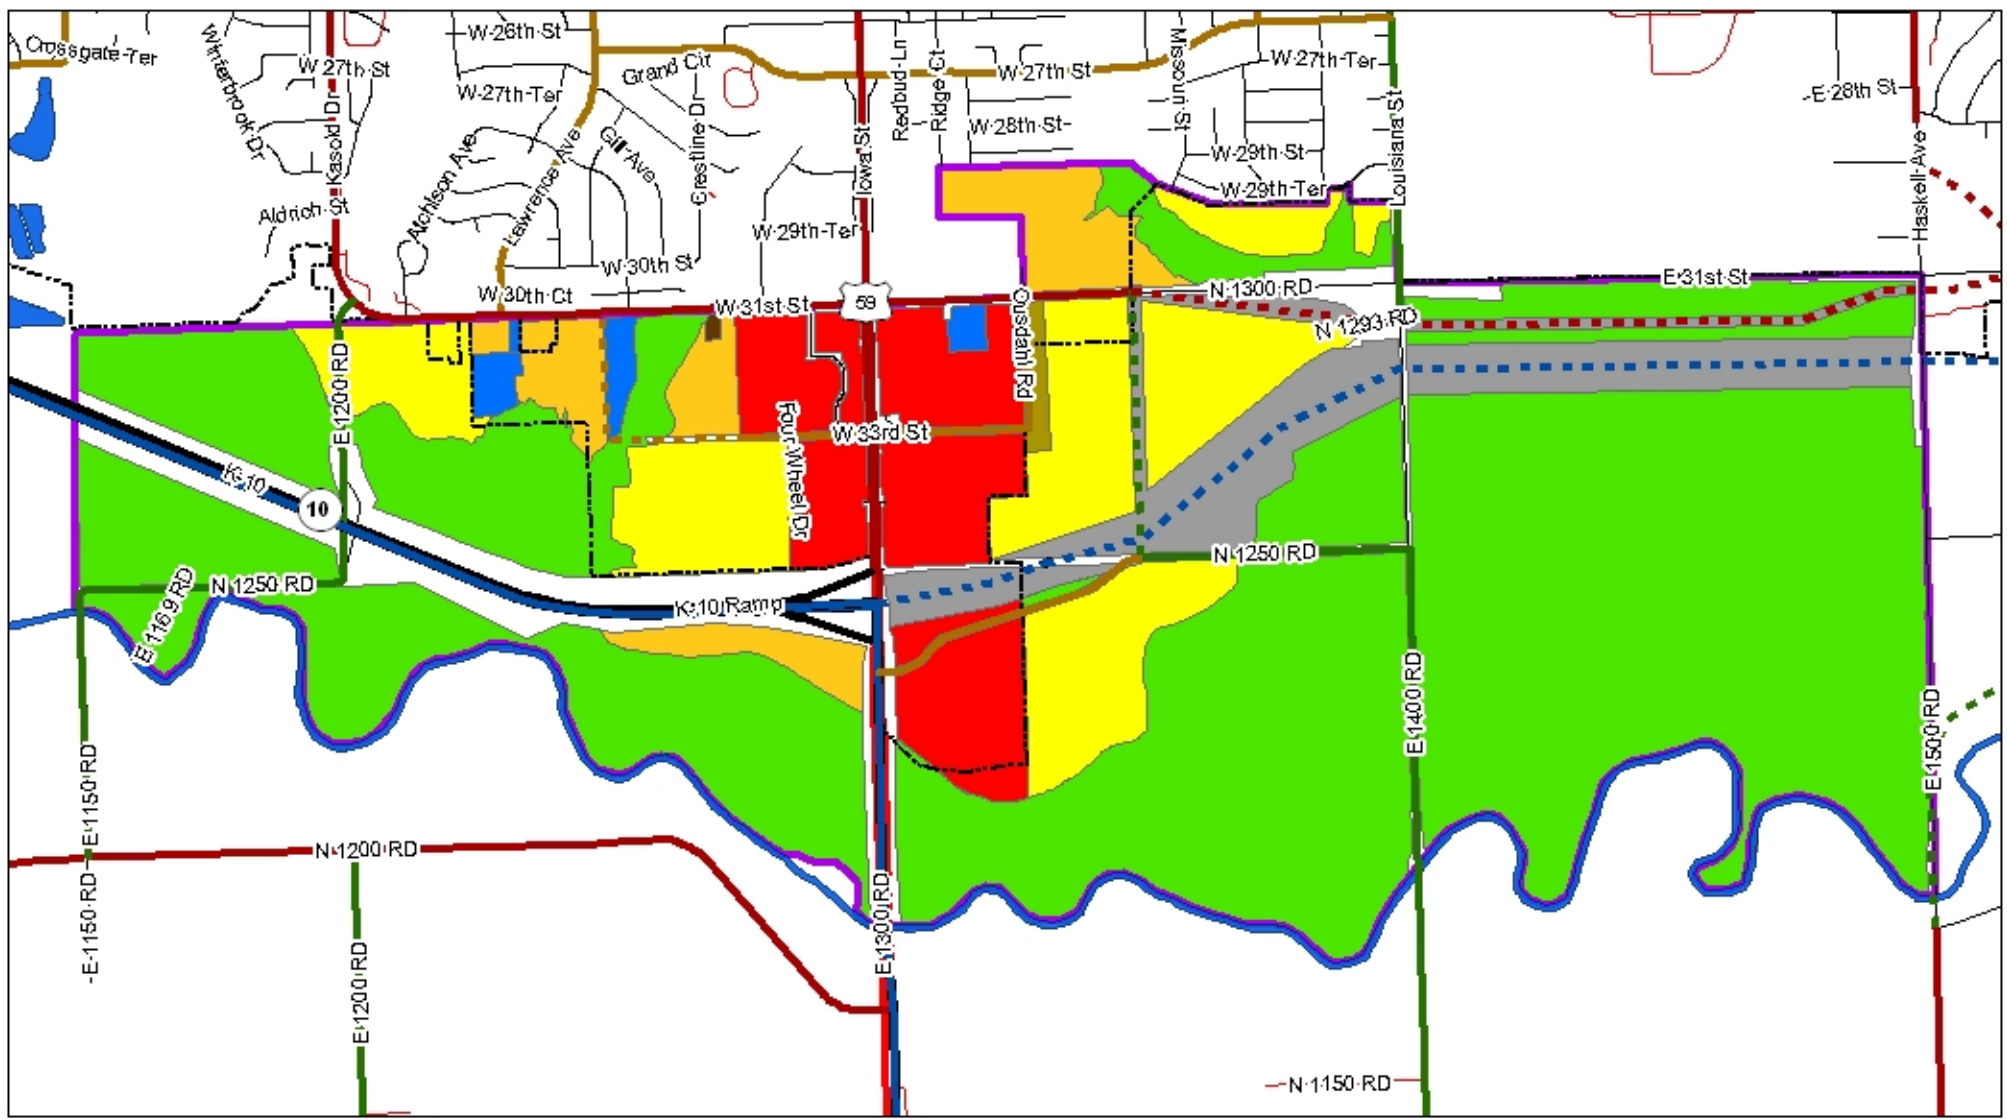 W 26th St
Crossgate Ter
Winterbrook Dr
W 27th St
Grand Cir
W 27th St
Missouri St
W 27th Ter
Redbud Ln
Ridge Ct
W 27th Ter
E 28th St
Kasold Dr
Crestline Dr
Iowa St
W 28th St
Louisiana St
Atchison Ave
Lawrence Ave
Gill Ave
W 29th St
Haskell Ave
W 29th Ter
Aldrich St
W 29th Ter
W 30th St
E 31st St
W 30th Ct
W 31st St
59
N 1300 RD
Ousdahl Rd
N 1293 RD
E 1200 RD
Four Wheel Dr
W 33rd St
K-10
10
N 1250 RD
N 1250 RD
E 1169 RD
K-10 Ramp
E 1400 RD
E 1500 RD
E 1150 RD
N 1200 RD
E 1150 RD
E 1300 RD
E 1200 RD
N 1150 RD